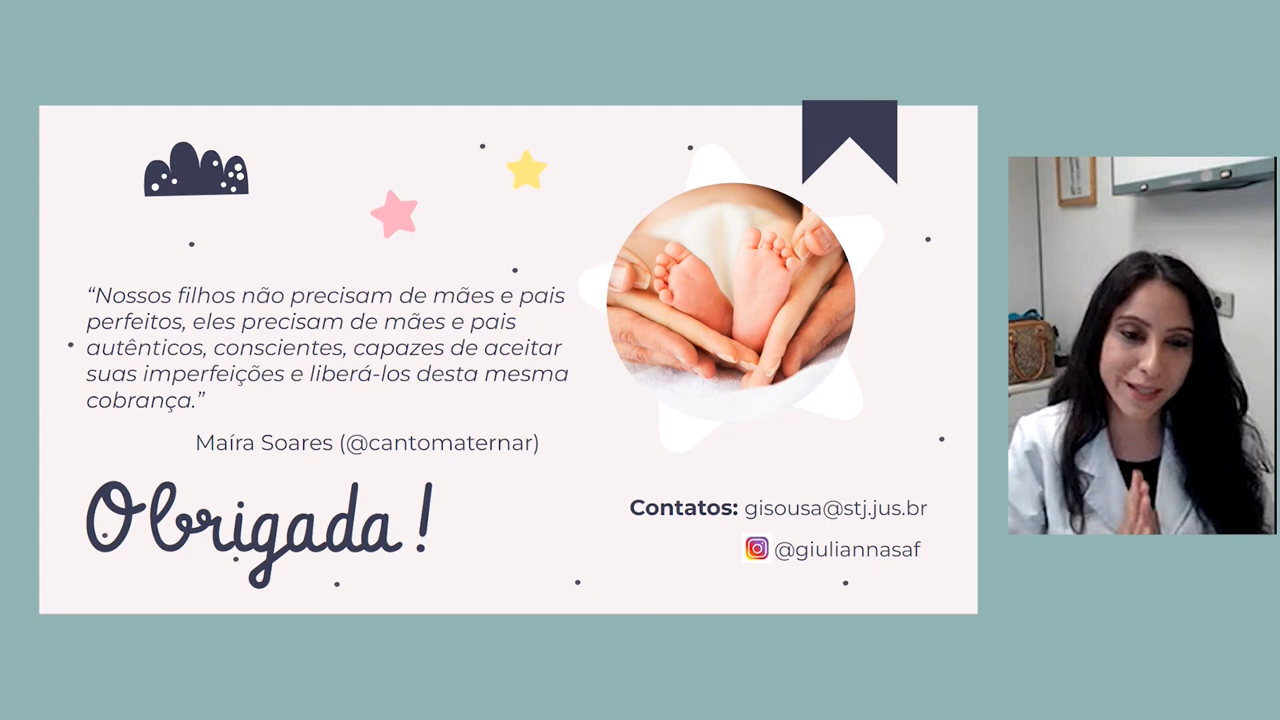 “Nossos filhos não precisam de mães e pais
perfeitos, eles precisam de mães e pais
autênticos, conscientes, capazes de aceitar
suas imperfeições e liberá-los desta mesma
cobrança.”
Maíra Soares (@cantomaternar)
Obrigada!
Contatos: gisousa@stj.jus.br
@giuliannasaf